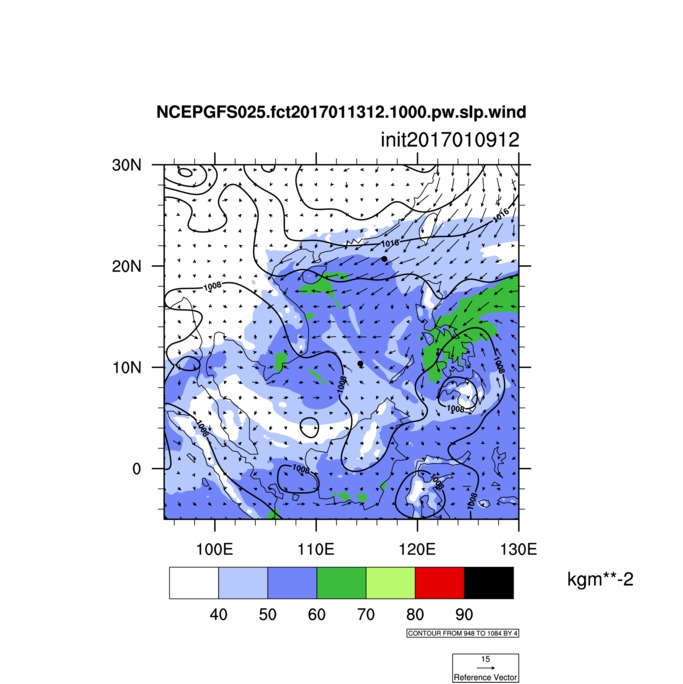 NCEPGFS025.fct2017011312.1000.pw.slp.wind
init2017010912
30N
1016
1016
20N
1008
10N
1008
1008
1008
1008
1008
0
1008
1008
100E
110E
120E
130E
kgm**-2
40
50
60
70
80
90
CONTOUR FROM 948 TO 1084 BY 4
15
Reference Vector